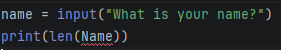 name = input("What is your name?")
print(len(Name))